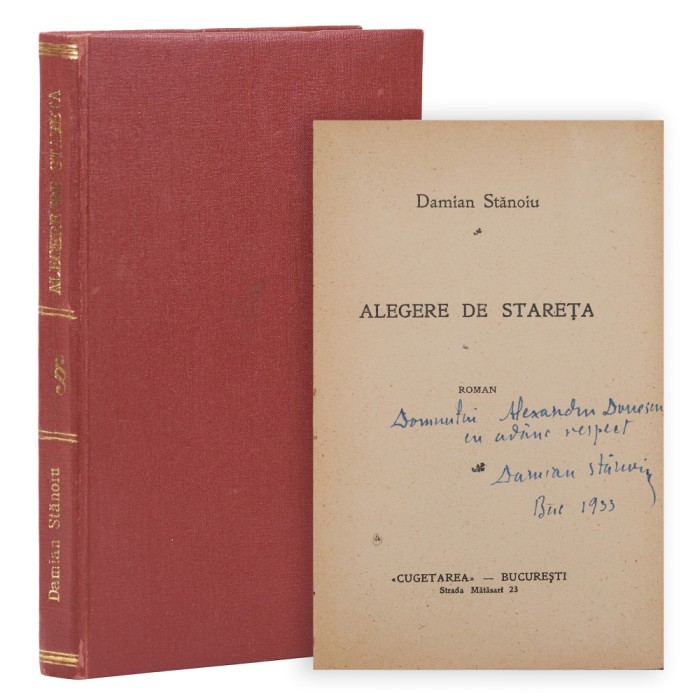 ALEGERE DE STAREȚA
Damian Stănoiu
Damian Stănoiu
ALEGERE DE STAREȚA
ROMAN
Domnului Alexandru Donescu
cu adânc respect
Damian Stănoiu
Buc 1933
«CUGETAREA» — BUCUREȘTI
Strada Mătăsari 23